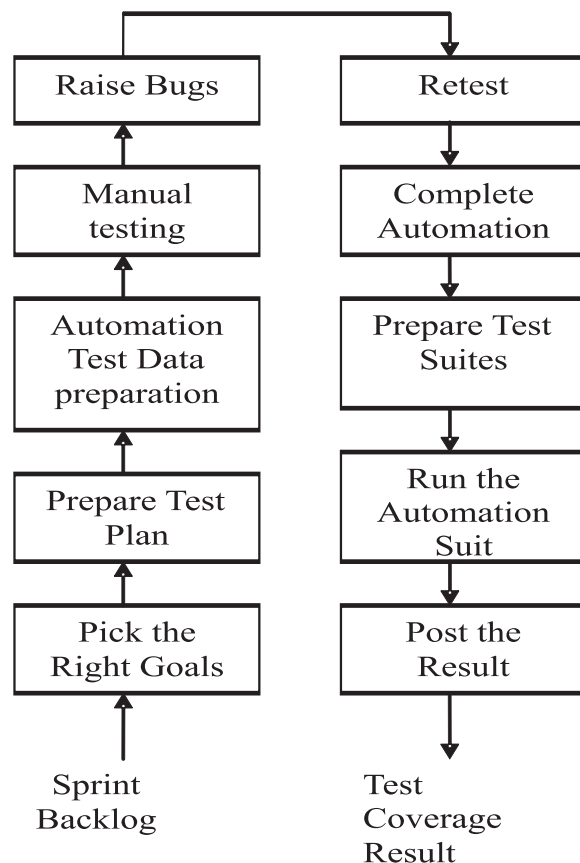 Raise Bugs
Manual
testing
Automation
Test Data
preparation
Prepare Test
Plan
Pick the
Right Goals
Sprint
Backlog
Retest
Complete
Automation
Prepare Test
Suites
Run the
Automation
Suit
Post the
Result
Test
Coverage
Result